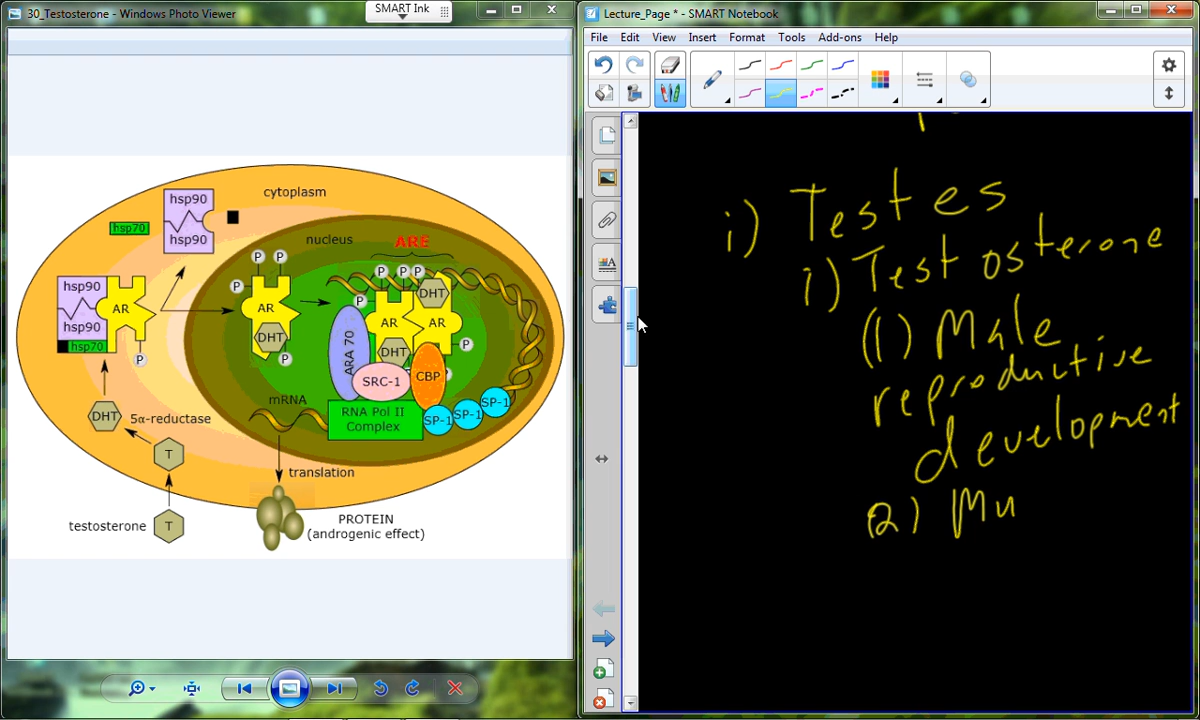 30_Testosterone - Windows Photo Viewer
SMART Ink
cytoplasm
hsp90
hsp70
hsp90
nucleus
ARE
P P
P P P
hsp90
AR
hsp90
hsp70
P
P
AR
DHT
P
P
DHT
AR
AR
DHT
P
ARA 70
SRC-1
CBP
mRNA
RNA Pol II
Complex
SP-1
SP-1
SP-1
DHT
5α-reductase
T
translation
testosterone
T
PROTEIN
(androgenic effect)
Lecture_Page * - SMART Notebook
File Edit View Insert Format Tools Add-ons Help
i) Testes
i) Testosterone
(1) Male
reproductive
development
(2) Mu